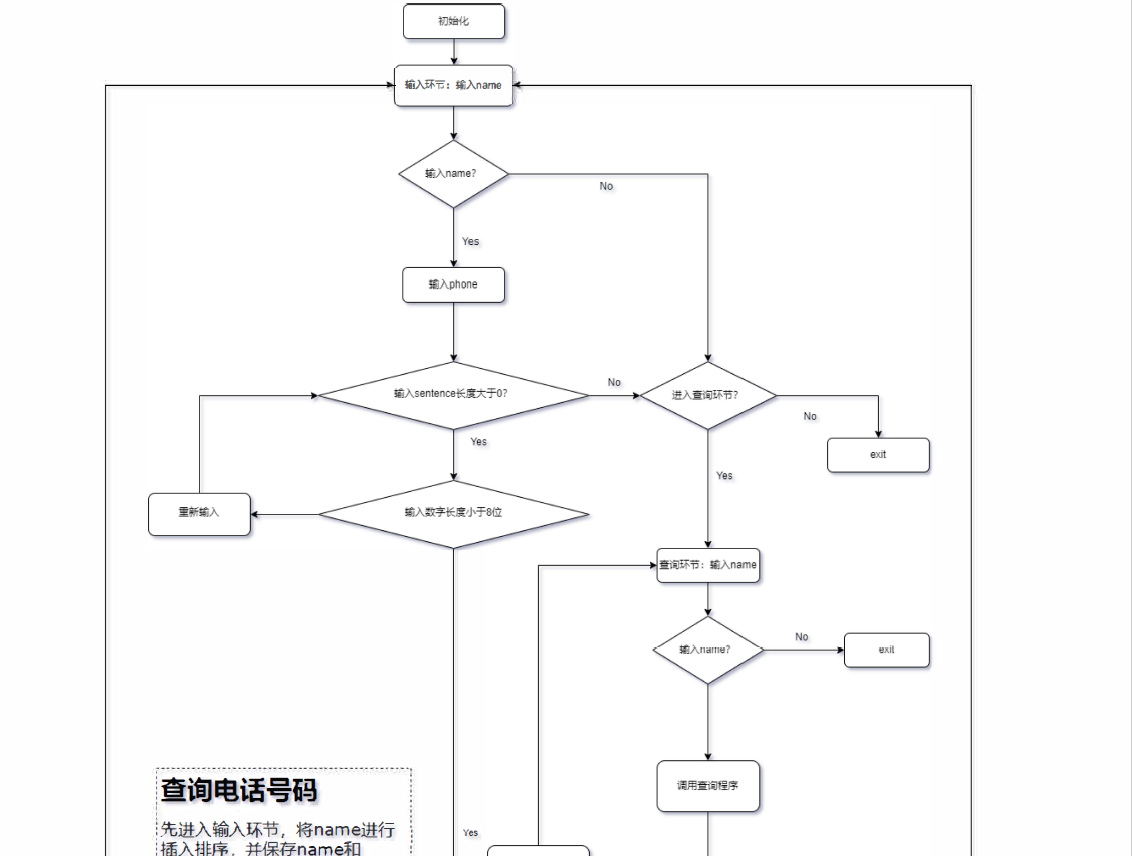 初始化
输入环节：输入name
输入name？
No
Yes
输入phone
输入sentence长度大于0？
No
进入查询环节？
No
Yes
exit
Yes
重新输入
输入数字长度小于8位
查询环节：输入name
输入name？
No
exit
调用查询程序
查询电话号码
先进入输入环节，将name进行
插入排序，并保存name和
Yes